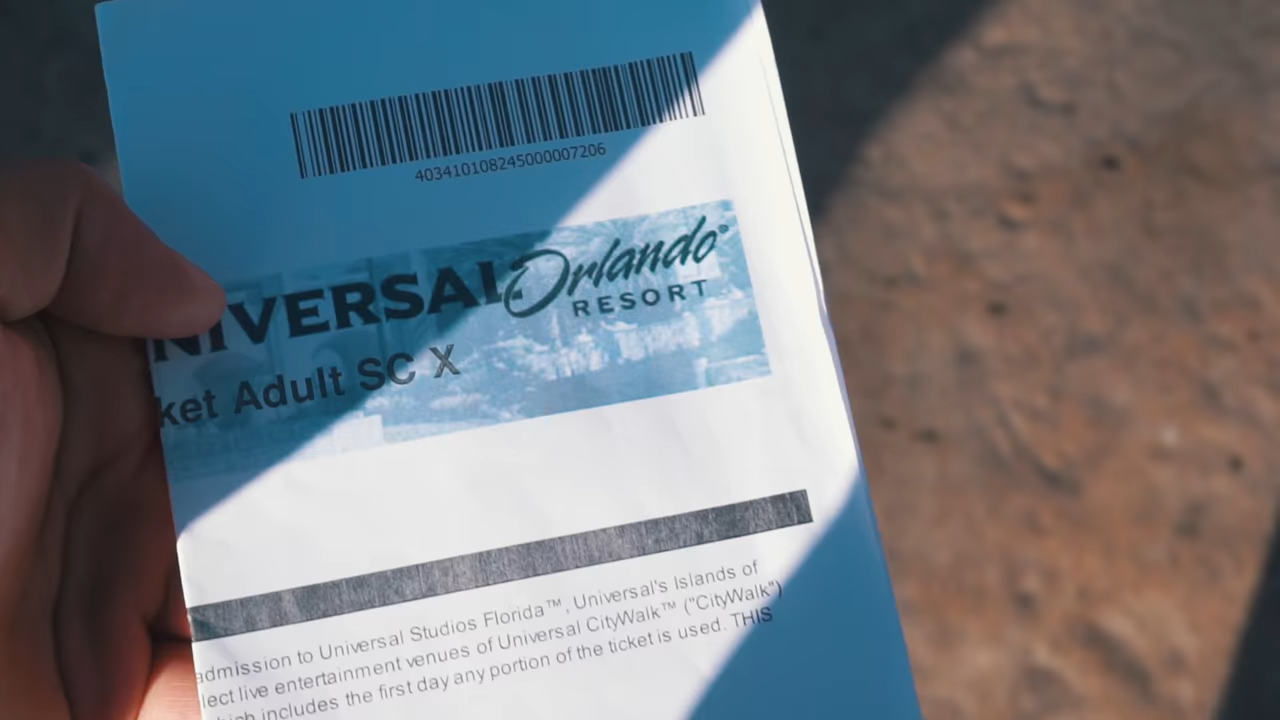 403410108245000007206
NIVERSAL Orlando®
RESORT
ket Adult SC X
admission to Universal Studios Florida™, Universal's Islands of
lect live entertainment venues of Universal CityWalk™ ("CityWalk")
hich includes the first day any portion of the ticket is used. THIS